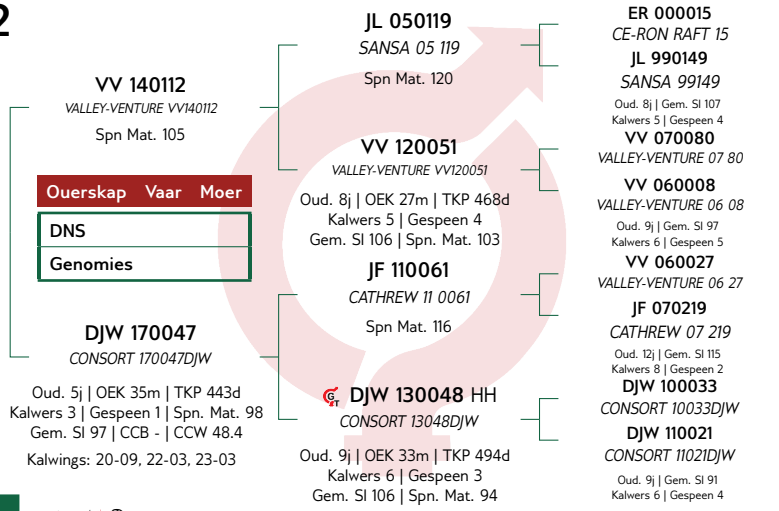 2
VV 140112
VALLEY-VENTURE VV140112
Spn Mat. 105
Ouerskap Vaar Moer
DNS
Genomies
DJW 170047
CONSORT 170047DJW
Oud. 5j | OEK 35m | TKP 443d
Kalwers 3 | Gespeen 1 | Spn. Mat. 98
Gem. SI 97 | CCB - | CCW 48.4
Kalwings: 20-09, 22-03, 23-03
JL 050119
SANSA 05 119
Spn Mat. 120
VV 120051
VALLEY-VENTURE VV120051
Oud. 8j | OEK 27m | TKP 468d
Kalwers 5 | Gespeen 4
Gem. SI 106 | Spn. Mat. 103
JF 110061
CATHREW 11 0061
Spn Mat. 116
GT DJW 130048 HH
CONSORT 13048DJW
Oud. 9j | OEK 33m | TKP 494d
Kalwers 6 | Gespeen 3
Gem. SI 106 | Spn. Mat. 94
ER 000015
CE-RON RAFT 15
JL 990149
SANSA 99149
Oud. 8j | Gem. SI 107
Kalwers 5 | Gespeen 4
VV 070080
VALLEY-VENTURE 07 80
VV 060008
VALLEY-VENTURE 06 08
Oud. 9j | Gem. SI 97
Kalwers 6 | Gespeen 5
VV 060027
VALLEY-VENTURE 06 27
JF 070219
CATHREW 07 219
Oud. 12j | Gem. SI 115
Kalwers 8 | Gespeen 2
DJW 100033
CONSORT 10033DJW
DJW 110021
CONSORT 11021DJW
Oud. 9j | Gem. SI 91
Kalwers 6 | Gespeen 4